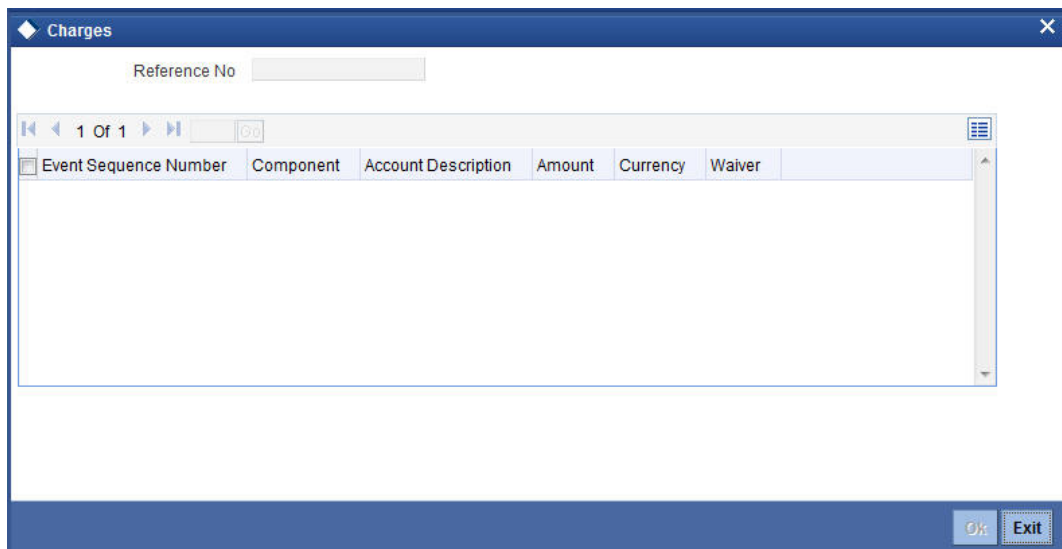 Charges
Reference No
1 Of 1 Go
Event Sequence Number Component Account Description Amount Currency Waiver
Ok Exit